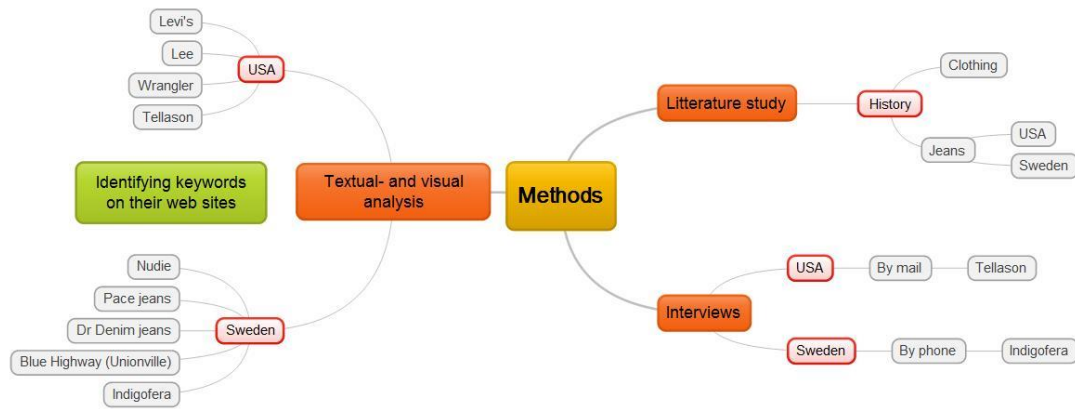 Levi's
Lee
Wrangler
Tellason
USA
Identifying keywords
on their web sites
Textual- and visual
analysis
Nudie
Pace jeans
Dr Denim jeans
Blue Highway (Unionville)
Indigofera
Sweden
Methods
Litterature study
History
Clothing
Jeans
USA
Sweden
Interviews
USA
By mail
Tellason
Sweden
By phone
Indigofera